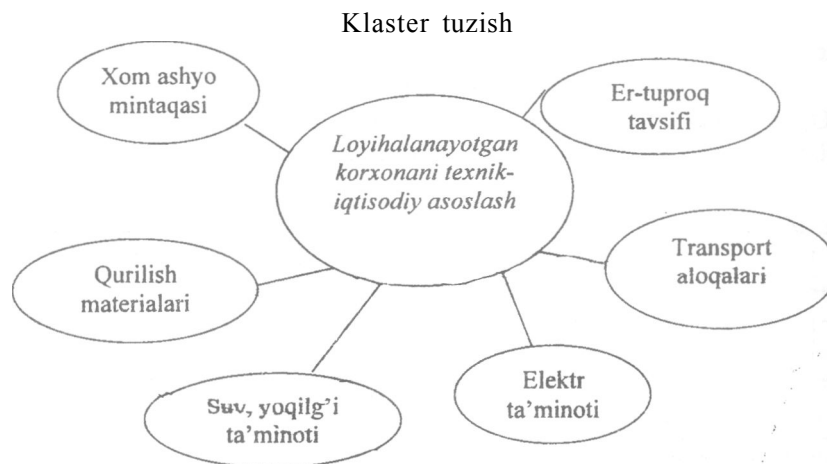 Klaster tuzish
Xom ashyo
mintaqasi
Er-tuproq
tavsifi
Loyihalanayotgan
korxonani texnik-
iqtisodiy asoslash
Transport
aloqalari
Qurilish
materialari
Elektr
ta’minoti
Suv, yoqilg’i
ta’minoti